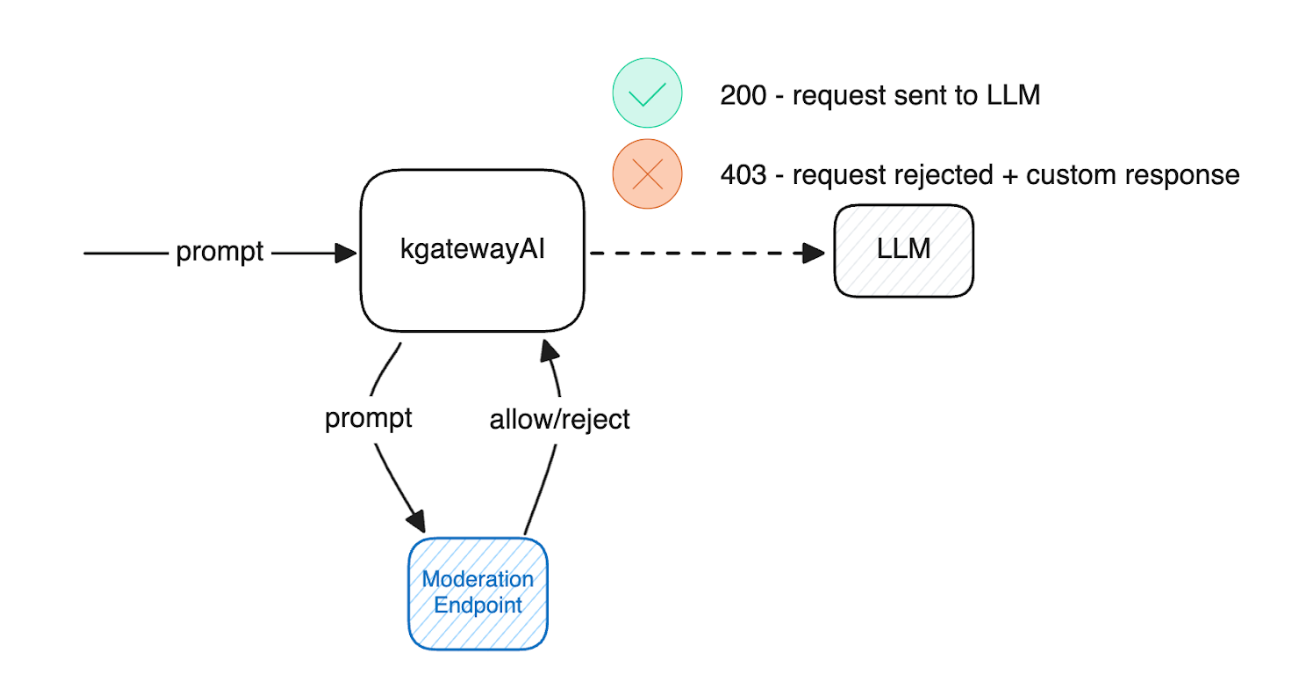 200 - request sent to LLM
403 - request rejected + custom response
prompt
kgatewayAI
LLM
prompt
allow/reject
Moderation
Endpoint